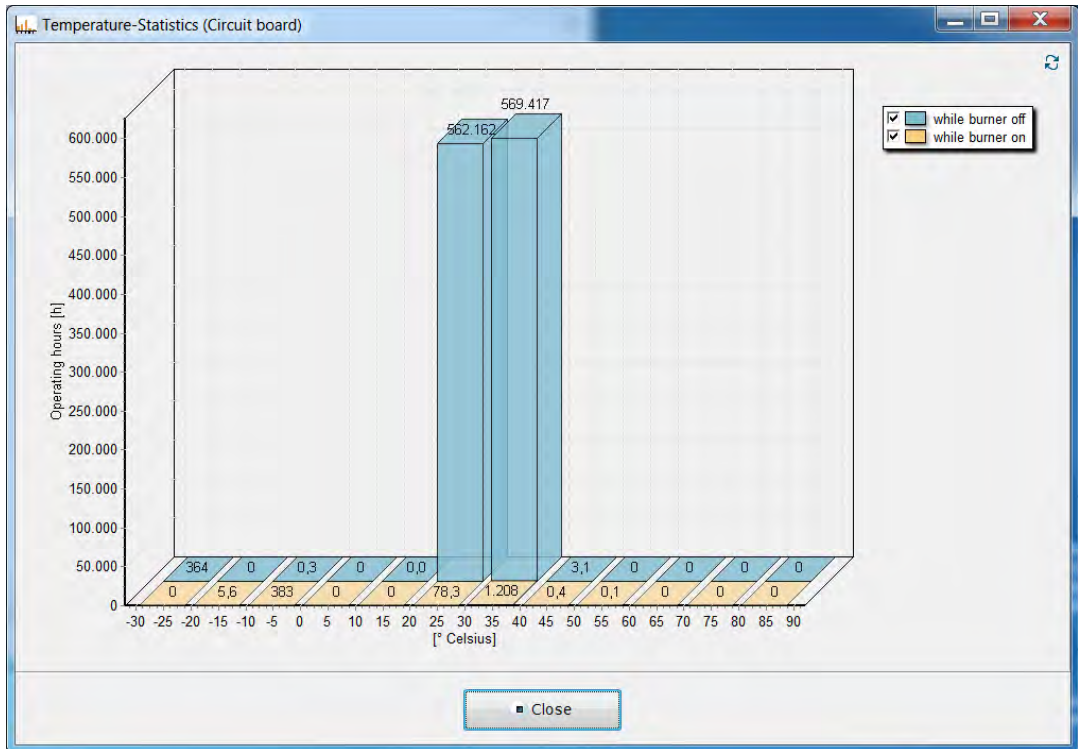 Temperature-Statistics (Circuit board)
569.417
562.162
while burner off
while burner on
600.000
550.000
500.000
450.000
400.000
350.000
300.000
250.000
200.000
150.000
100.000
50.000
0
Operating hours [h]
364 0 0,3 0 0,0 3,1 0 0 0 0
0 5,6 383 0 0 78,3 1.208 0,4 0,1 0 0 0
-30 -25 -20 -15 -10 -5 0 5 10 15 20 25 30 35 40 45 50 55 60 65 70 75 80 85 90
[° Celsius]
Close